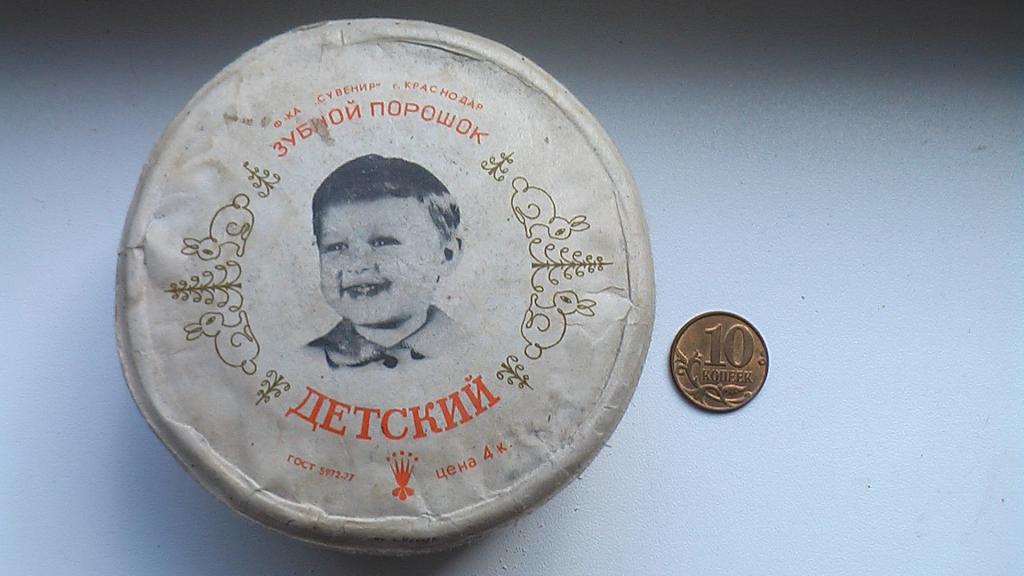 Ф-КА "СУВЕНИР" г. КРАСНОДАР
ЗУБНОЙ ПОРОШОК
ДЕТСКИЙ
ГОСТ 5972-77
цена 4 к.
10
КОПЕЕК